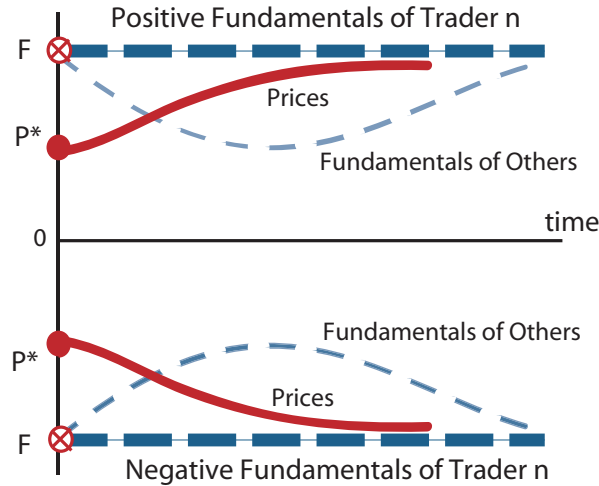 Positive Fundamentals of Trader n
F
Prices
P*
Fundamentals of Others
time
0
Fundamentals of Others
P*
Prices
F
Negative Fundamentals of Trader n